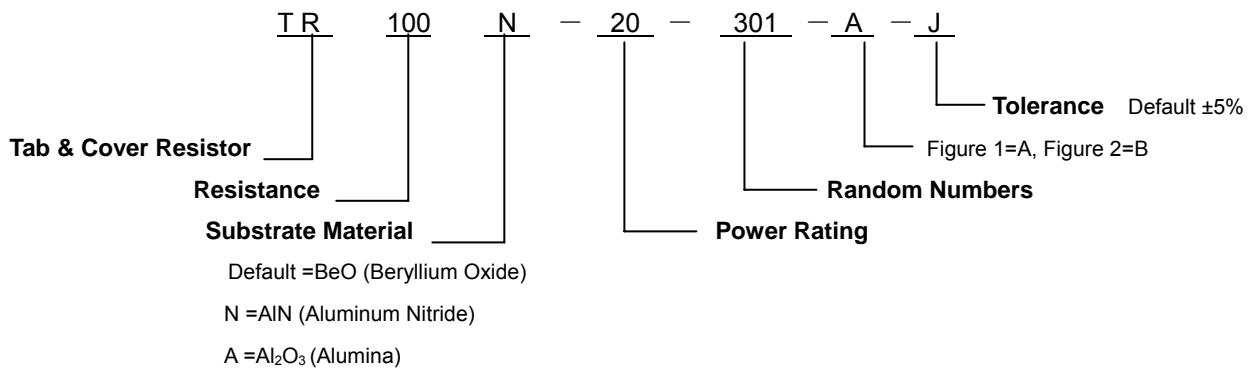 TR 100 N — 20 — 301 — A — J
Tolerance Default ±5%
Tab & Cover Resistor
Figure 1=A, Figure 2=B
Resistance
Random Numbers
Substrate Material
Power Rating
Default =BeO (Beryllium Oxide)
N =AlN (Aluminum Nitride)
A =Al₂O₃ (Alumina)